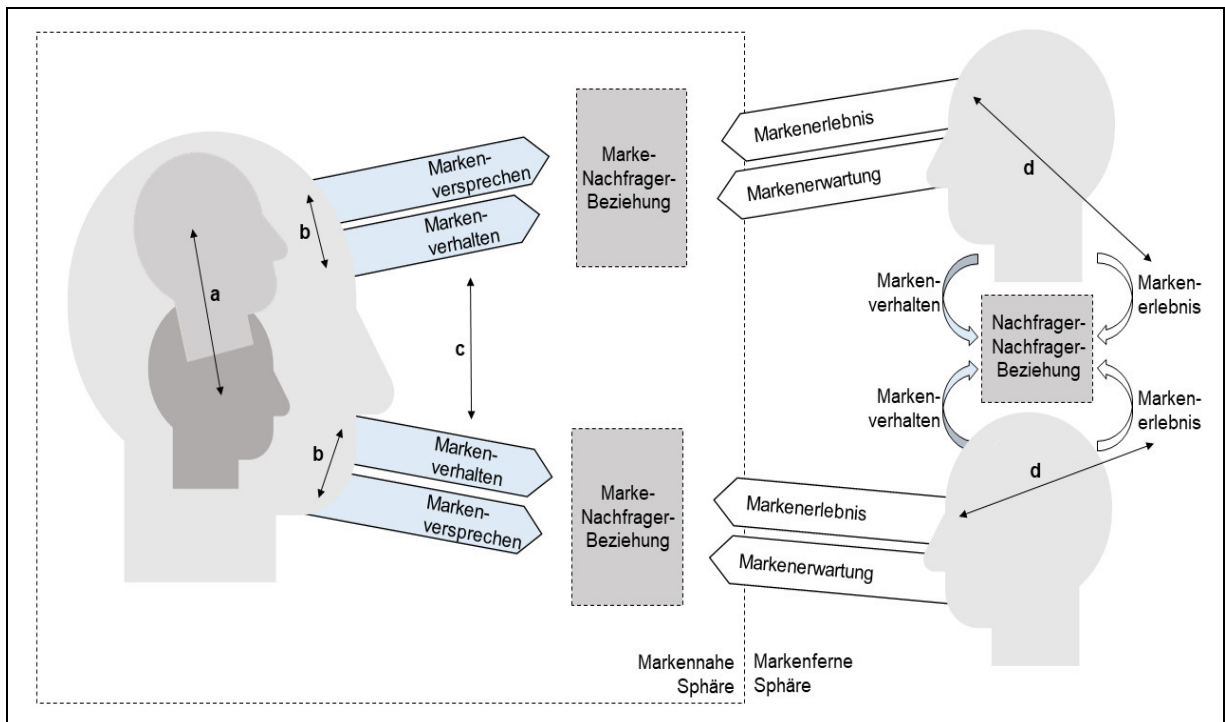 Marken-
versprechen
Marken-
verhalten
Marke-
Nachfrager-
Beziehung
Markenerlebnis
Markenerwartung
a
b
c
b
d
Marken-
verhalten
Marken-
erlebnis
Nachfrager-
Nachfrager-
Beziehung
Marken-
verhalten
Marken-
erlebnis
d
Marken-
verhalten
Marken-
versprechen
Marke-
Nachfrager-
Beziehung
Markenerlebnis
Markenerwartung
Markennahe
Sphäre
Markenferne
Sphäre